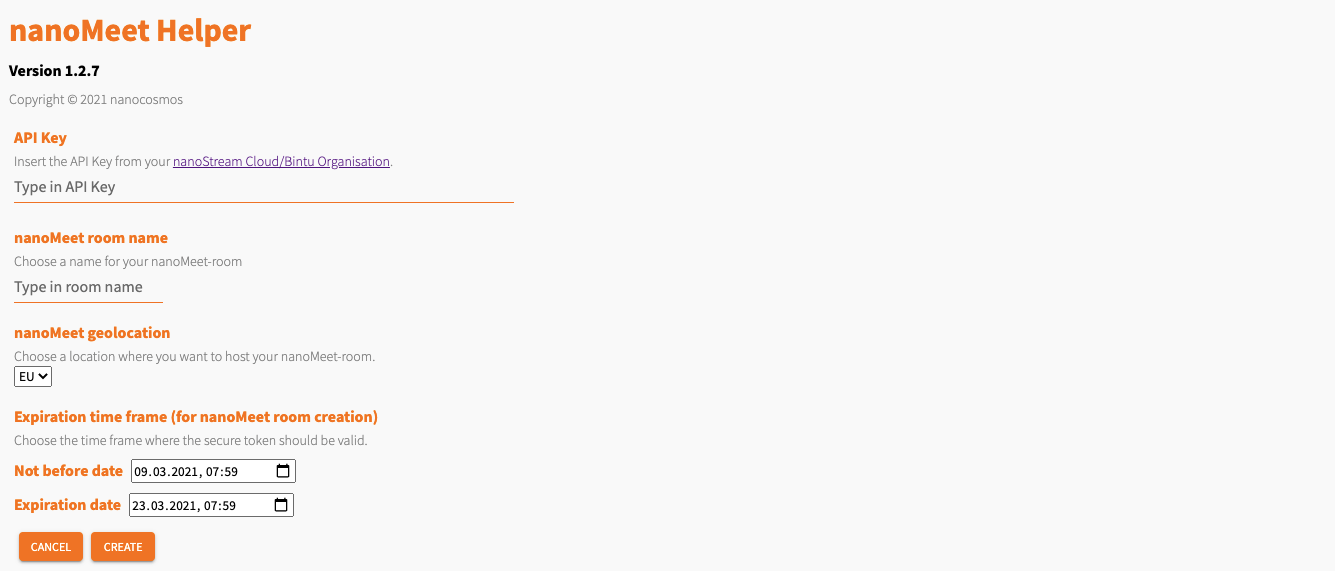 nanoMeet Helper
Version 1.2.7
Copyright © 2021 nanocosmos
API Key
Insert the API Key from your nanoStream Cloud/Bintu Organisation.
Type in API Key
nanoMeet room name
Choose a name for your nanoMeet-room
Type in room name
nanoMeet geolocation
Choose a location where you want to host your nanoMeet-room.
EU
Expiration time frame (for nanoMeet room creation)
Choose the time frame where the secure token should be valid.
Not before date 09.03.2021, 07:59
Expiration date 23.03.2021, 07:59
CANCEL CREATE